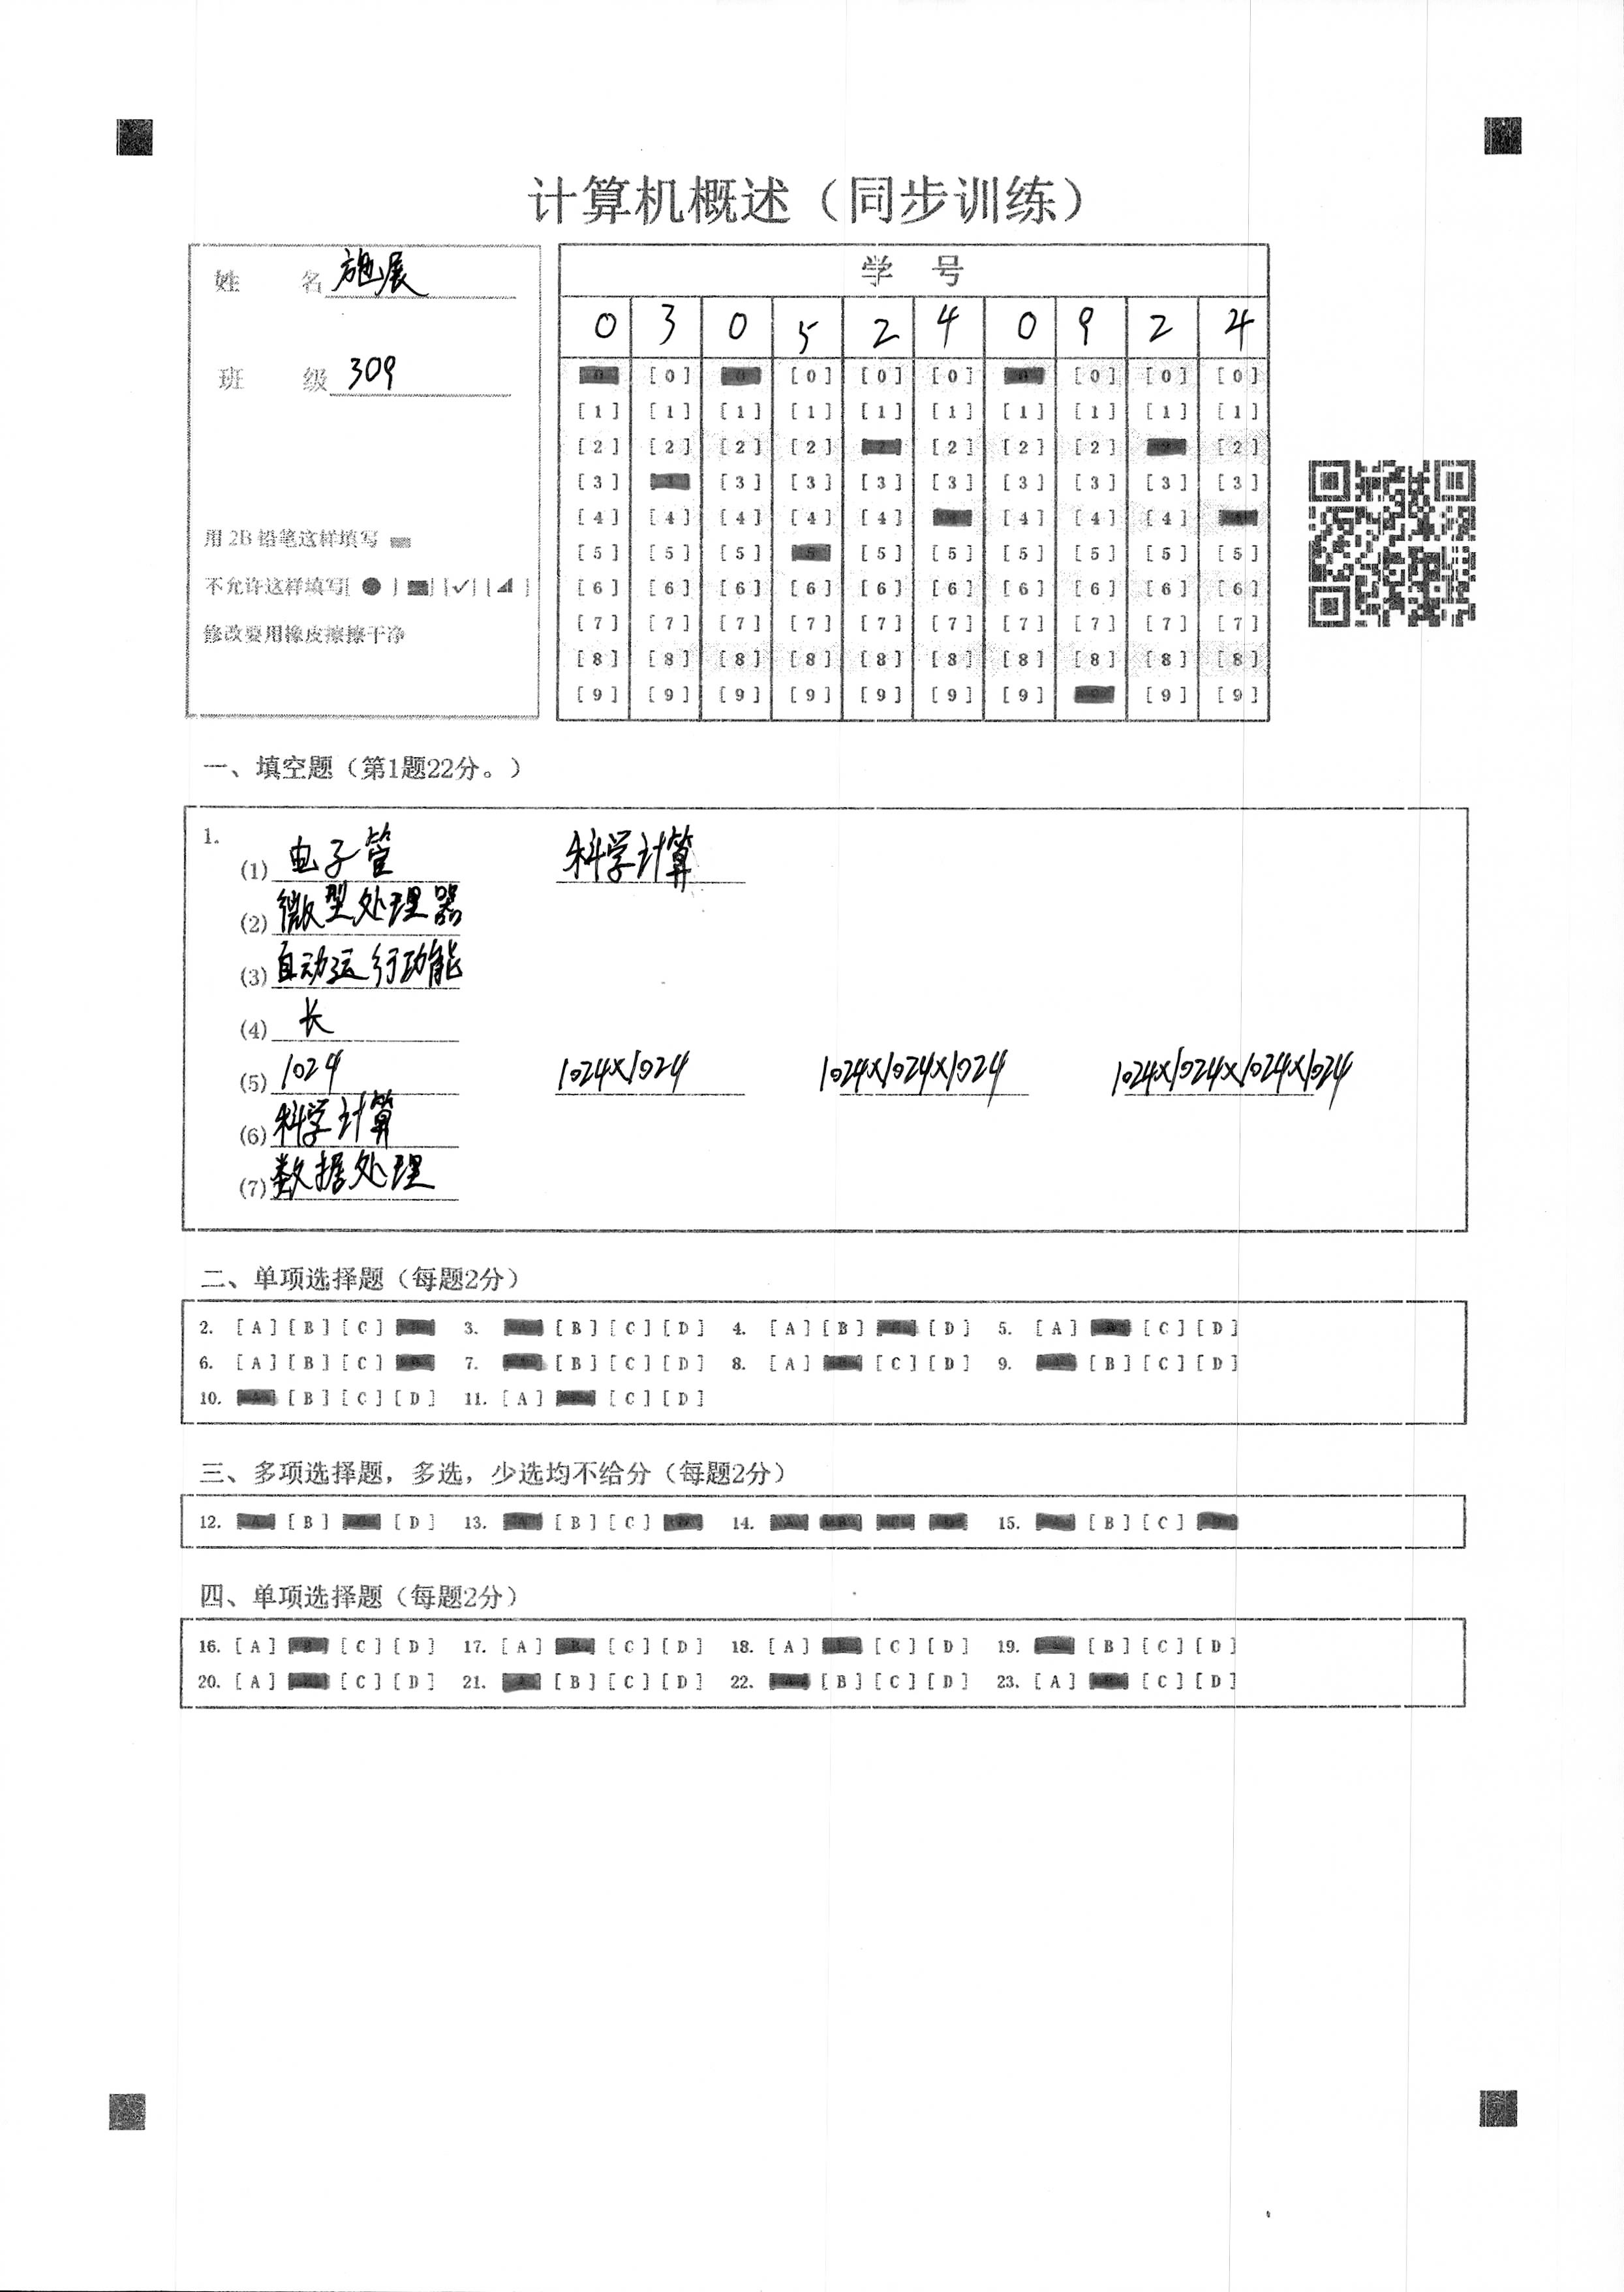 计算机概述（同步训练）
姓 名 施展
班 级 309
用 2B 铅笔这样填写
不允许这样填写[ ● ] [■] [✓] [◢ ]
修改要用橡皮擦擦干净
学 号
0 3 0 5 2 4 0 9 2 4
[0] [0] [0] [0] [0] [0] [0] [0] [0] [0]
[1] [1] [1] [1] [1] [1] [1] [1] [1] [1]
[2] [2] [2] [2] [2] [2] [2] [2] [2] [2]
[3] [3] [3] [3] [3] [3] [3] [3] [3] [3]
[4] [4] [4] [4] [4] [4] [4] [4] [4] [4]
[5] [5] [5] [5] [5] [5] [5] [5] [5] [5]
[6] [6] [6] [6] [6] [6] [6] [6] [6] [6]
[7] [7] [7] [7] [7] [7] [7] [7] [7] [7]
[8] [8] [8] [8] [8] [8] [8] [8] [8] [8]
[9] [9] [9] [9] [9] [9] [9] [9] [9] [9]
一、填空题（第1题22分。）
1.
(1) 电子管 科学计算
(2) 微型处理器
(3) 自动运行功能
(4) 长
(5) 1024 1024×1024 1024×1024×1024 1024×1024×1024×1024
(6) 科学计算
(7) 数据处理
二、单项选择题（每题2分）
2. [A] [B] [C] [D] 3. [A] [B] [C] [D] 4. [A] [B] [C] [D] 5. [A] [B] [C] [D]
6. [A] [B] [C] [D] 7. [A] [B] [C] [D] 8. [A] [B] [C] [D] 9. [A] [B] [C] [D]
10. [A] [B] [C] [D] 11. [A] [B] [C] [D]
三、多项选择题，多选，少选均不给分（每题2分）
12. [A] [B] [C] [D] 13. [A] [B] [C] [D] 14. [A] [B] [C] [D] 15. [A] [B] [C] [D]
四、单项选择题（每题2分）
16. [A] [B] [C] [D] 17. [A] [B] [C] [D] 18. [A] [B] [C] [D] 19. [A] [B] [C] [D]
20. [A] [B] [C] [D] 21. [A] [B] [C] [D] 22. [A] [B] [C] [D] 23. [A] [B] [C] [D]